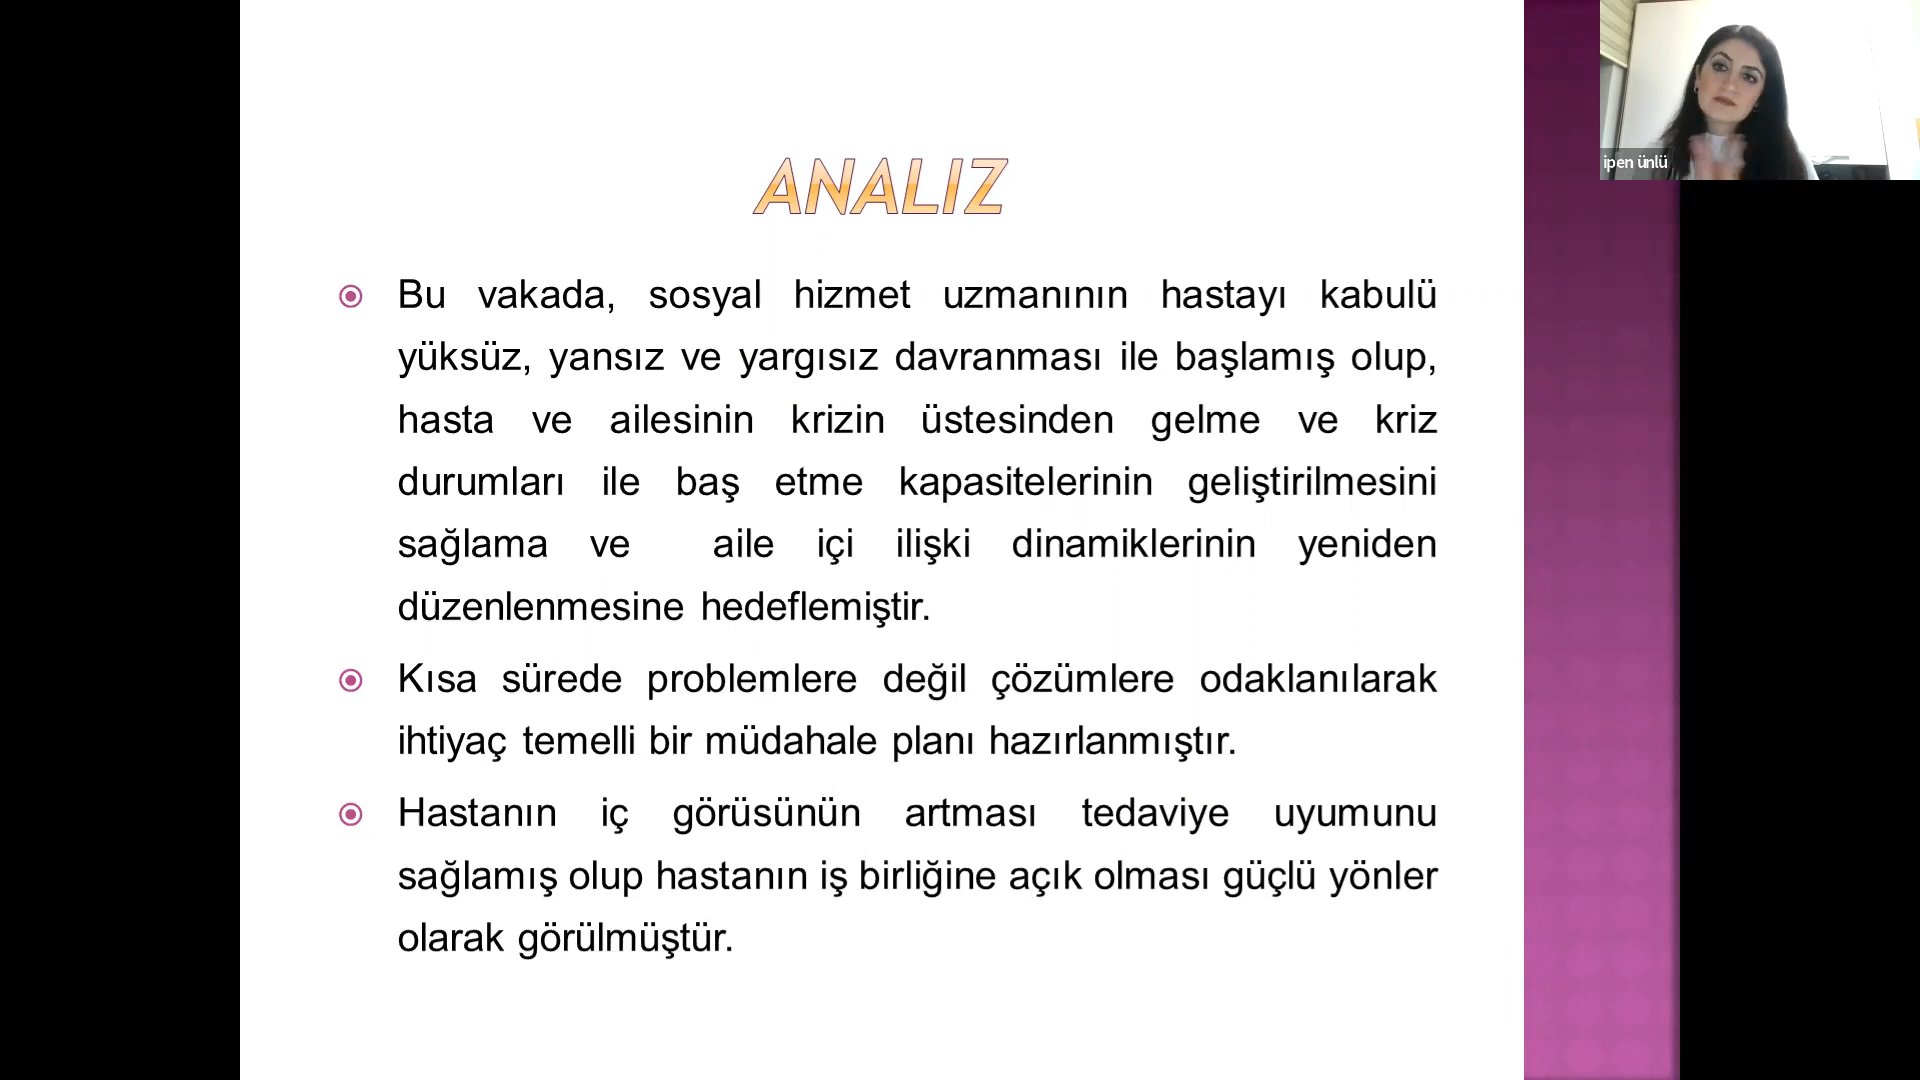 ipen ünlü
ANALIZ
Bu vakada, sosyal hizmet uzmanının hastayı kabulü
yüksüz, yansız ve yargısız davranması ile başlamış olup,
hasta ve ailesinin krizin üstesinden gelme ve kriz
durumları ile baş etme kapasitelerinin geliştirilmesini
sağlama ve aile içi ilişki dinamiklerinin yeniden
düzenlenmesine hedeflemiştir.
Kısa sürede problemlere değil çözümlere odaklanılarak
ihtiyaç temelli bir müdahale planı hazırlanmıştır.
Hastanın iç görüsünün artması tedaviye uyumunu
sağlamış olup hastanın iş birliğine açık olması güçlü yönler
olarak görülmüştür.